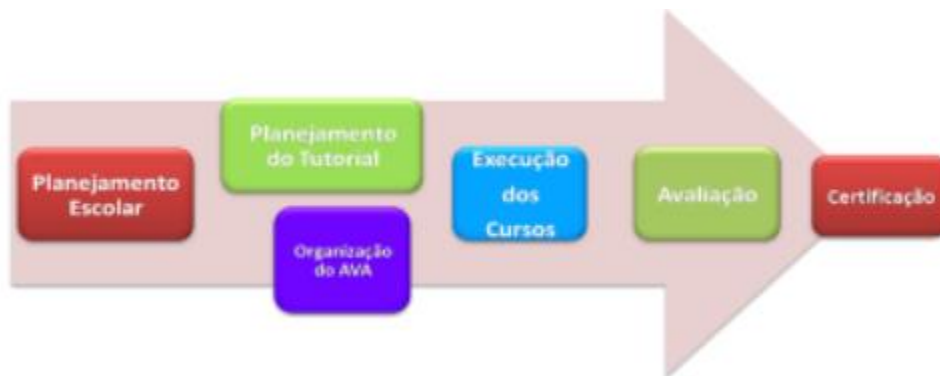 Planejamento
Escolar
Planejamento
do Tutorial
Organização
do AVA
Execução
dos
Cursos
Avaliação
Certificação